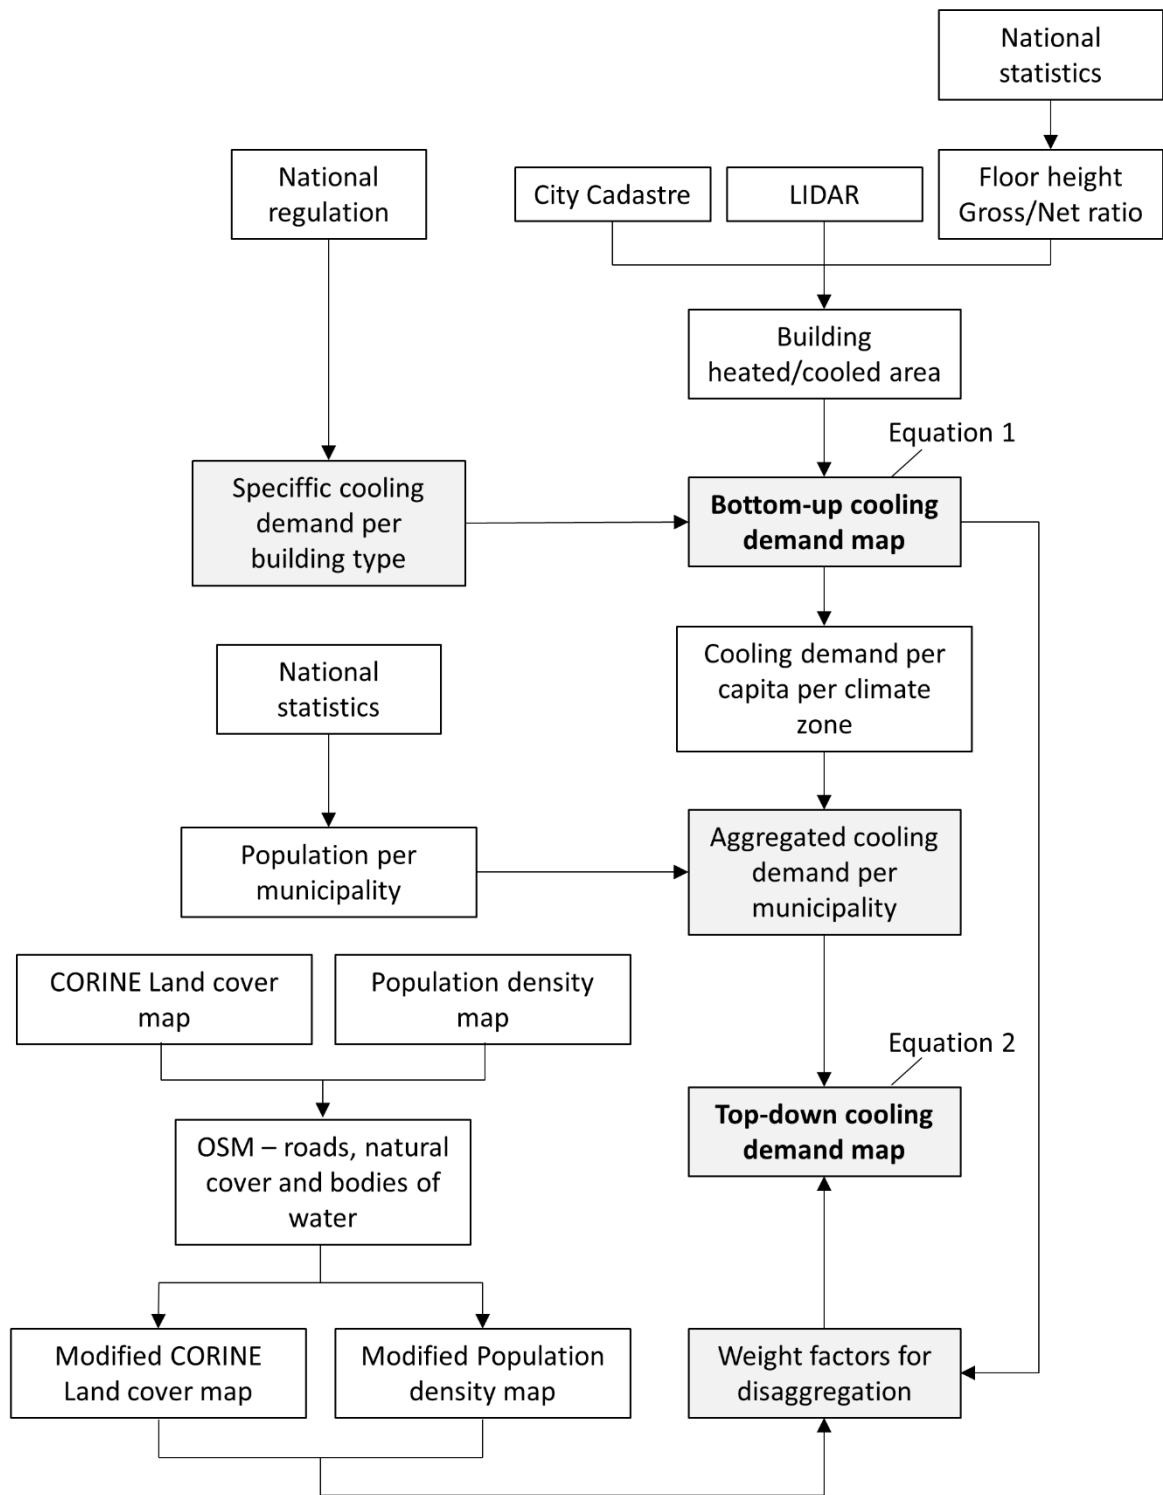 National
statistics
National
regulation
City Cadastre
LIDAR
Floor height
Gross/Net ratio
Building
heated/cooled area
Equation 1
Speciffic cooling
demand per
building type
Bottom-up cooling
demand map
National
statistics
Cooling demand per
capita per climate
zone
Population per
municipality
Aggregated cooling
demand per
municipality
CORINE Land cover
map
Population density
map
Equation 2
Top-down cooling
demand map
OSM – roads, natural
cover and bodies of
water
Modified CORINE
Land cover map
Modified Population
density map
Weight factors for
disaggregation